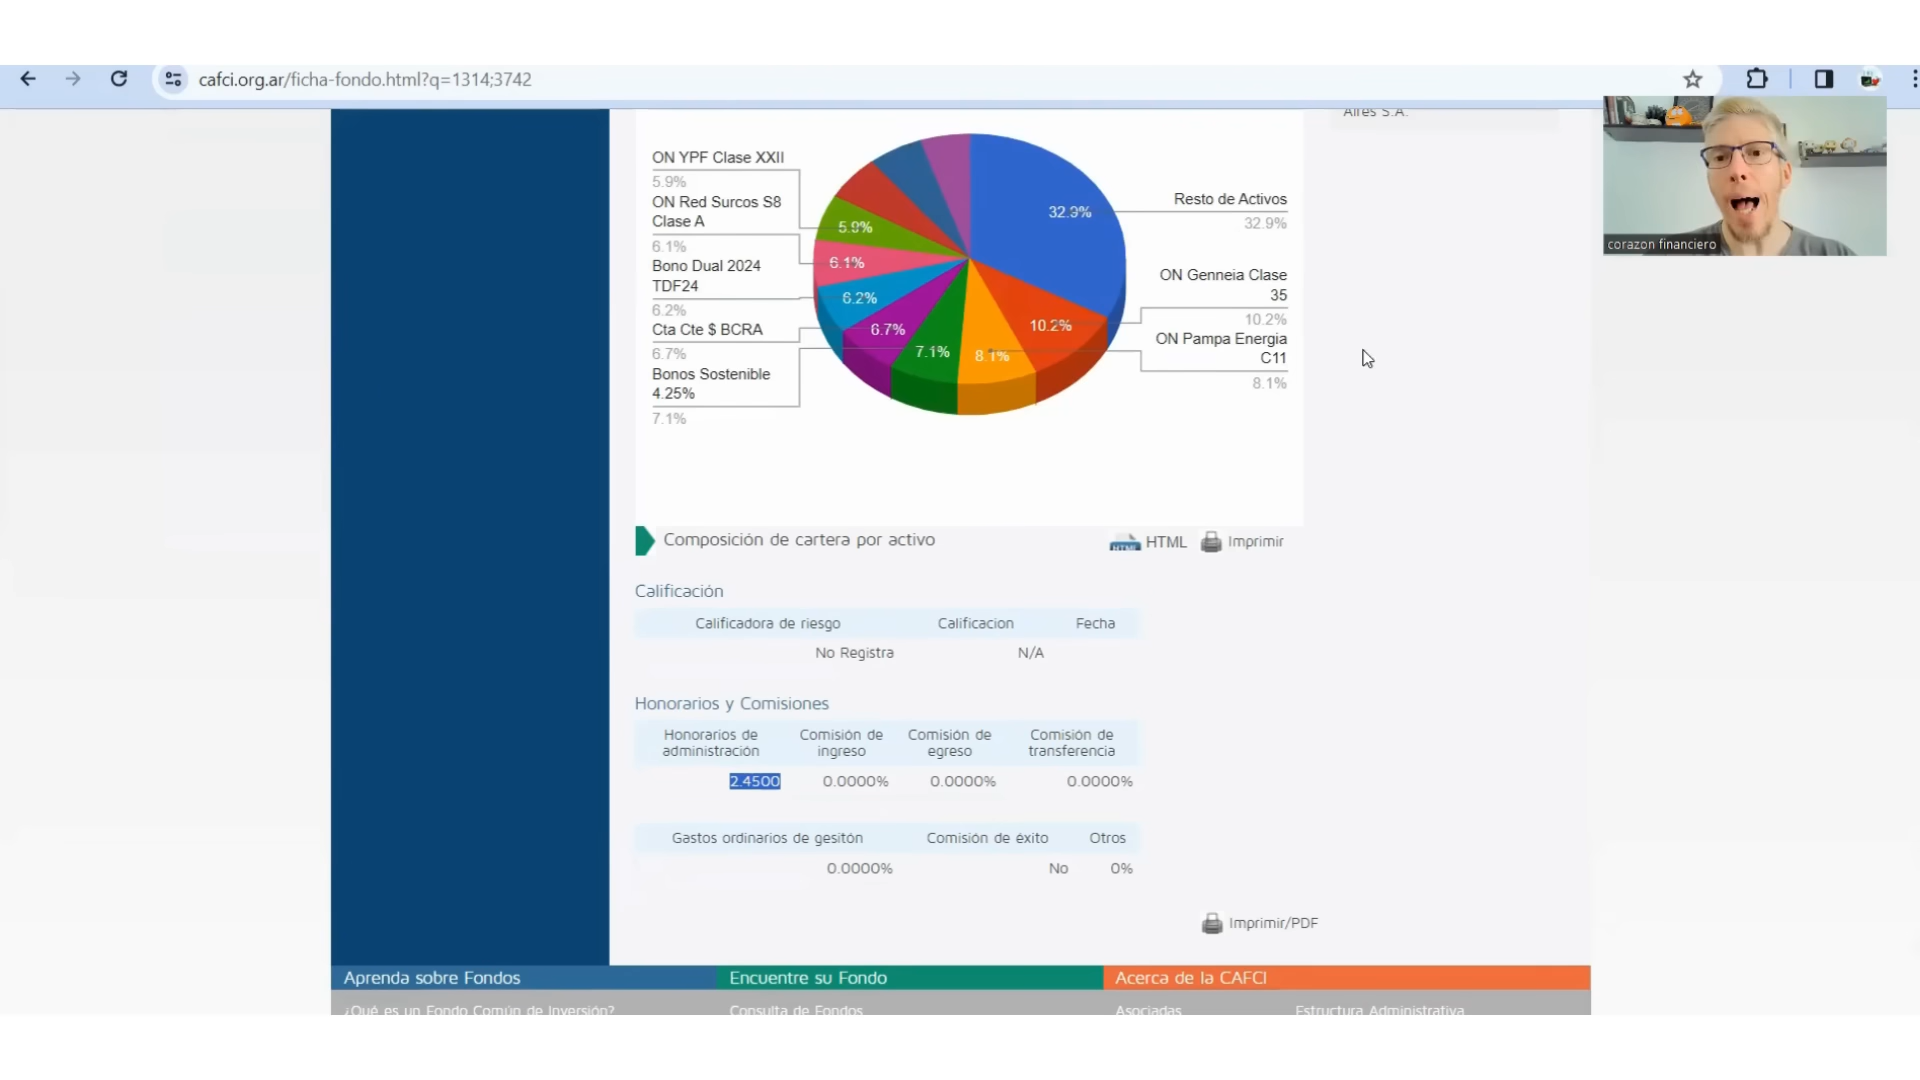 cafci.org.ar/ficha-fondo.html?q=1314;3742
Aires S.A.
corazon financiero
ON YPF Clase XXII
5.9%
ON Red Surcos S8
Clase A
6.1%
Bono Dual 2024
TDF24
6.2%
Cta Cte $ BCRA
6.7%
Bonos Sostenible
4.25%
7.1%
5.9%
6.1%
6.2%
6.7%
7.1%
8.1%
10.2%
32.9%
Resto de Activos
32.9%
ON Genneia Clase
35
10.2%
ON Pampa Energia
C11
8.1%
Composición de cartera por activo
HTML
HTML
Imprimir
Calificación
Calificadora de riesgo Calificacion Fecha
No Registra N/A
Honorarios y Comisiones
Honorarios de administración
Comisión de ingreso
Comisión de egreso
Comisión de transferencia
2.4500 0.0000% 0.0000% 0.0000%
Gastos ordinarios de gesitón Comisión de éxito Otros
0.0000% No 0%
Imprimir/PDF
Aprenda sobre Fondos Encuentre su Fondo Acerca de la CAFCI
¿Qué es un Fondo Común de Inversión? Consulta de Fondos Asociadas Estructura Administrativa